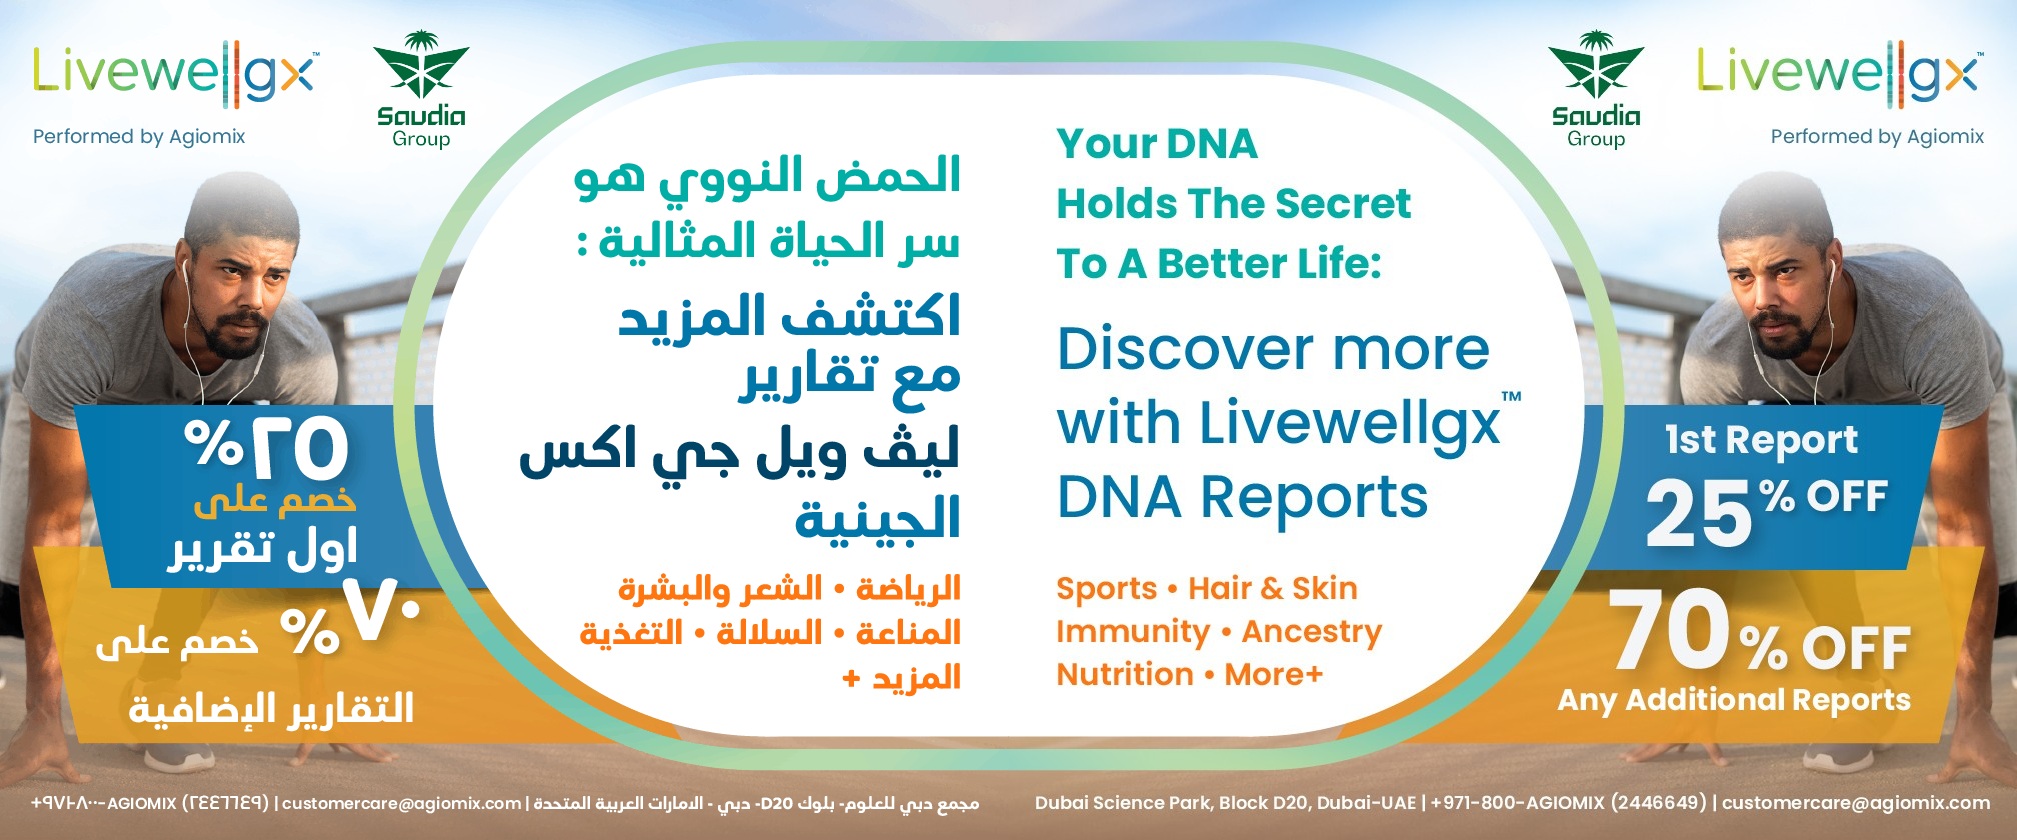 Livewellgx™
Performed by Agiomix
Saudia
Group
Saudia
Group
Livewellgx™
Performed by Agiomix
الحمض النووي هو
سر الحياة المثالية :
اكتشف المزيد
مع تقارير
ليڤ ويل جي اكس
الجينية
الرياضة • الشعر والبشرة
المناعة • السلالة • التغذية
المزيد +
Your DNA
Holds The Secret
To A Better Life:
Discover more
with Livewellgx™
DNA Reports
Sports • Hair & Skin
Immunity • Ancestry
Nutrition • More+
%٢٥
خصم على
اول تقرير
%٧٠ خصم على
التقارير الإضافية
1st Report
25% OFF
70% OFF
Any Additional Reports
+٩٧١-٨٠٠-AGIOMIX (٢٤٤٦٦٤٩) | customercare@agiomix.com | مجمع دبي للعلوم- بلوك D20- دبي - الامارات العربية المتحدة
Dubai Science Park, Block D20, Dubai-UAE | +971-800-AGIOMIX (2446649) | customercare@agiomix.com